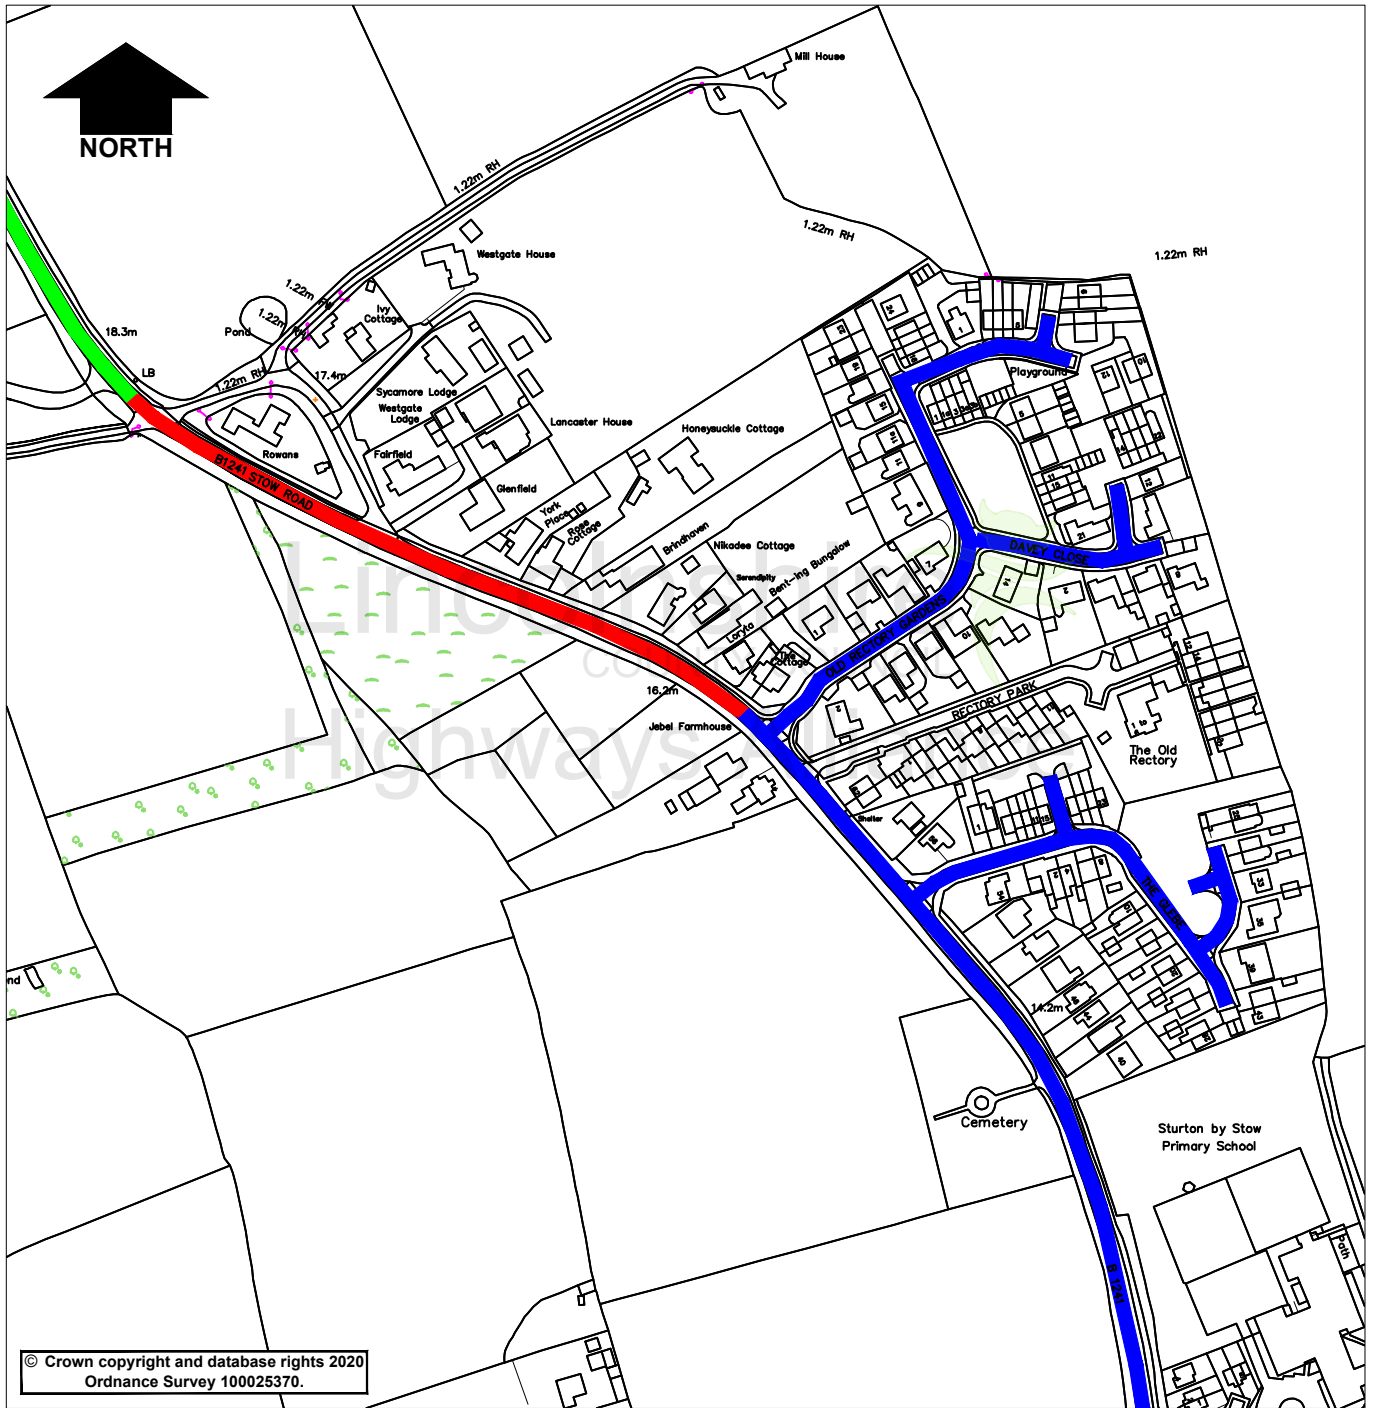 NORTH
Mill House
1.22m RH
1.22m RH
1.22m RH
Westgate House
1.22m RH
Ivy
Cottage
1.22m RH
Pond
18.3m
LB
1.22m RH
17.4m
Sycamore Lodge
Westgate
Lodge
Lancaster House
Honeysuckle Cottage
Playground
Rowans
Fairfield
B1241 STOW ROAD
Glenfield
York
Place
Rose
Cottage
Brindhaven
Nikadee Cottage
Serendipity
Bent-ing Bungalow
Loryta
The
Cottage
DAVEY CLOSE
OLD RECTORY GARDENS
Lincolnshire
COUNTY COUNCIL
Highways Alliance
16.2m
Jebel Farmhouse
RECTORY PARK
The Old
Rectory
Shelter
THE GLEBE
14.2m
Cemetery
Sturton by Stow
Primary School
Path
B 1241
© Crown copyright and database rights 2020
Ordnance Survey 100025370.